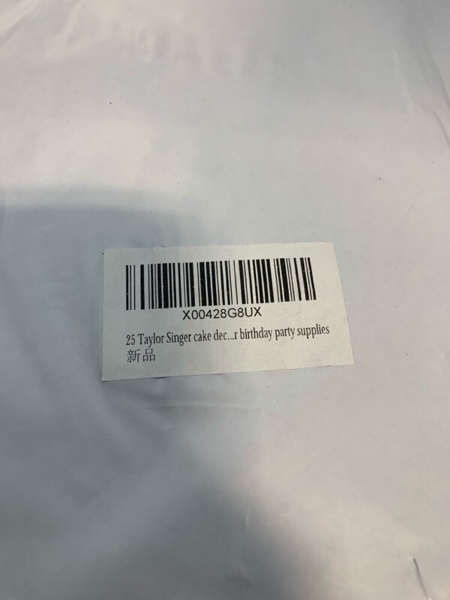 X00428G8UX
25 Taylor Singer cake dec...r birthday party supplies
新品